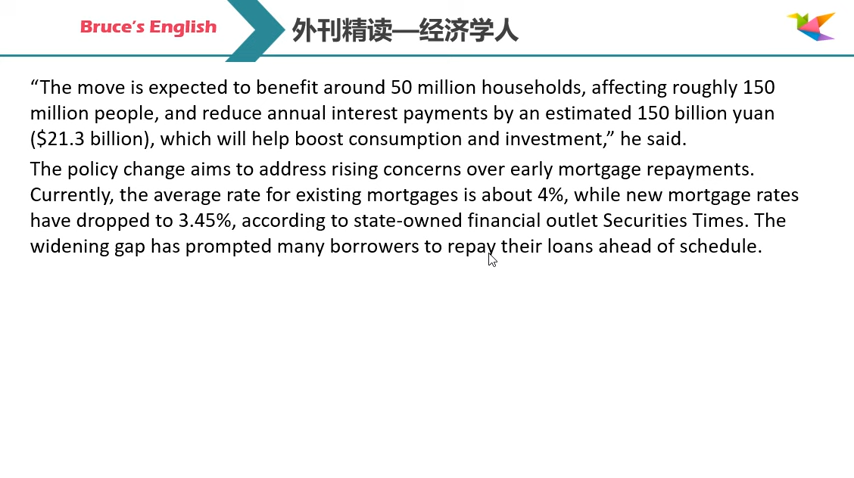 Bruce's English
外刊精读—经济学人
“The move is expected to benefit around 50 million households, affecting roughly 150
million people, and reduce annual interest payments by an estimated 150 billion yuan
($21.3 billion), which will help boost consumption and investment,” he said.
The policy change aims to address rising concerns over early mortgage repayments.
Currently, the average rate for existing mortgages is about 4%, while new mortgage rates
have dropped to 3.45%, according to state-owned financial outlet Securities Times. The
widening gap has prompted many borrowers to repay their loans ahead of schedule.